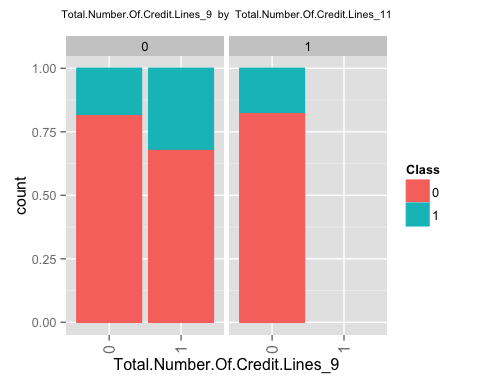 Total.Number.Of.Credit.Lines_9 by Total.Number.Of.Credit.Lines_11
0 1
1.00
0.75
0.50
0.25
0.00
count
0 1 0 1
Total.Number.Of.Credit.Lines_9
Class
0
1